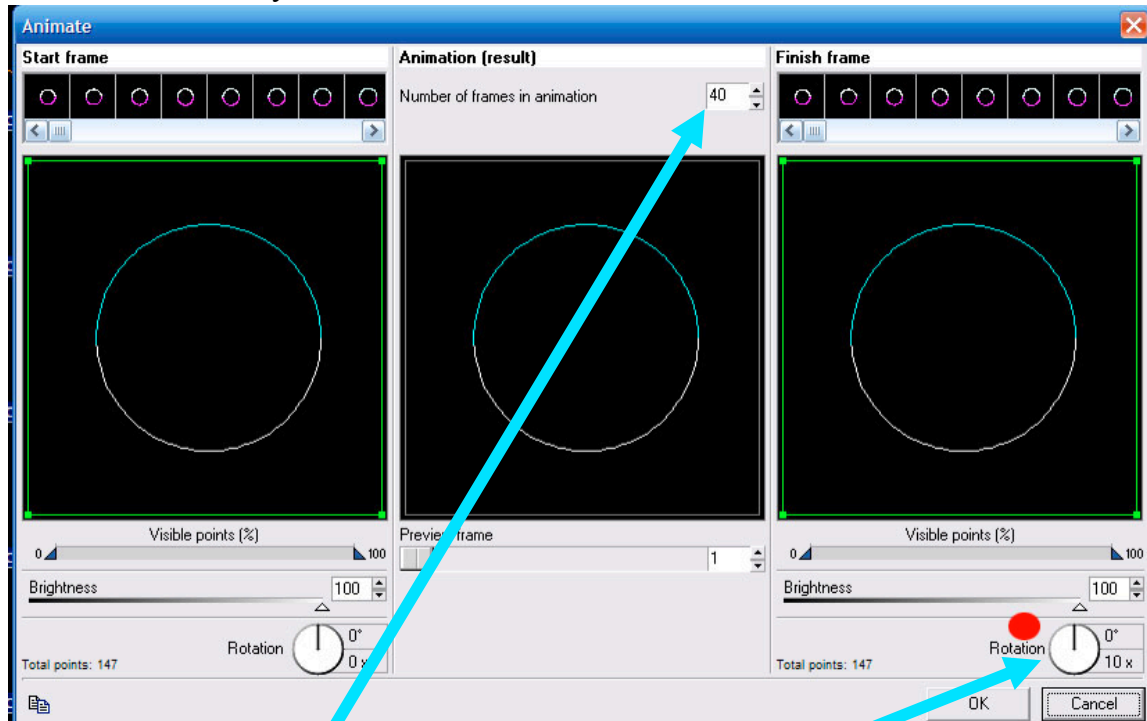 Animate
Start frame
Animation (result)
Finish frame
Number of frames in animation
40
Visible points (%)
0
100
Brightness
100
Rotation
0°
0 x
Total points: 147
Preview frame
1
Visible points (%)
0
100
Brightness
100
Rotation
0°
10 x
Total points: 147
OK
Cancel